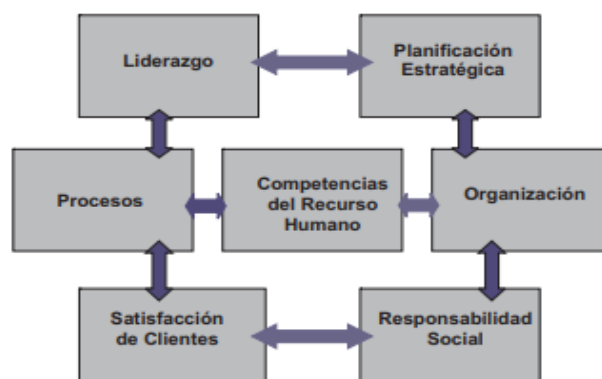 Liderazgo
Planificación
Estratégica
Procesos
Competencias
del Recurso
Humano
Organización
Satisfacción
de Clientes
Responsabilidad
Social